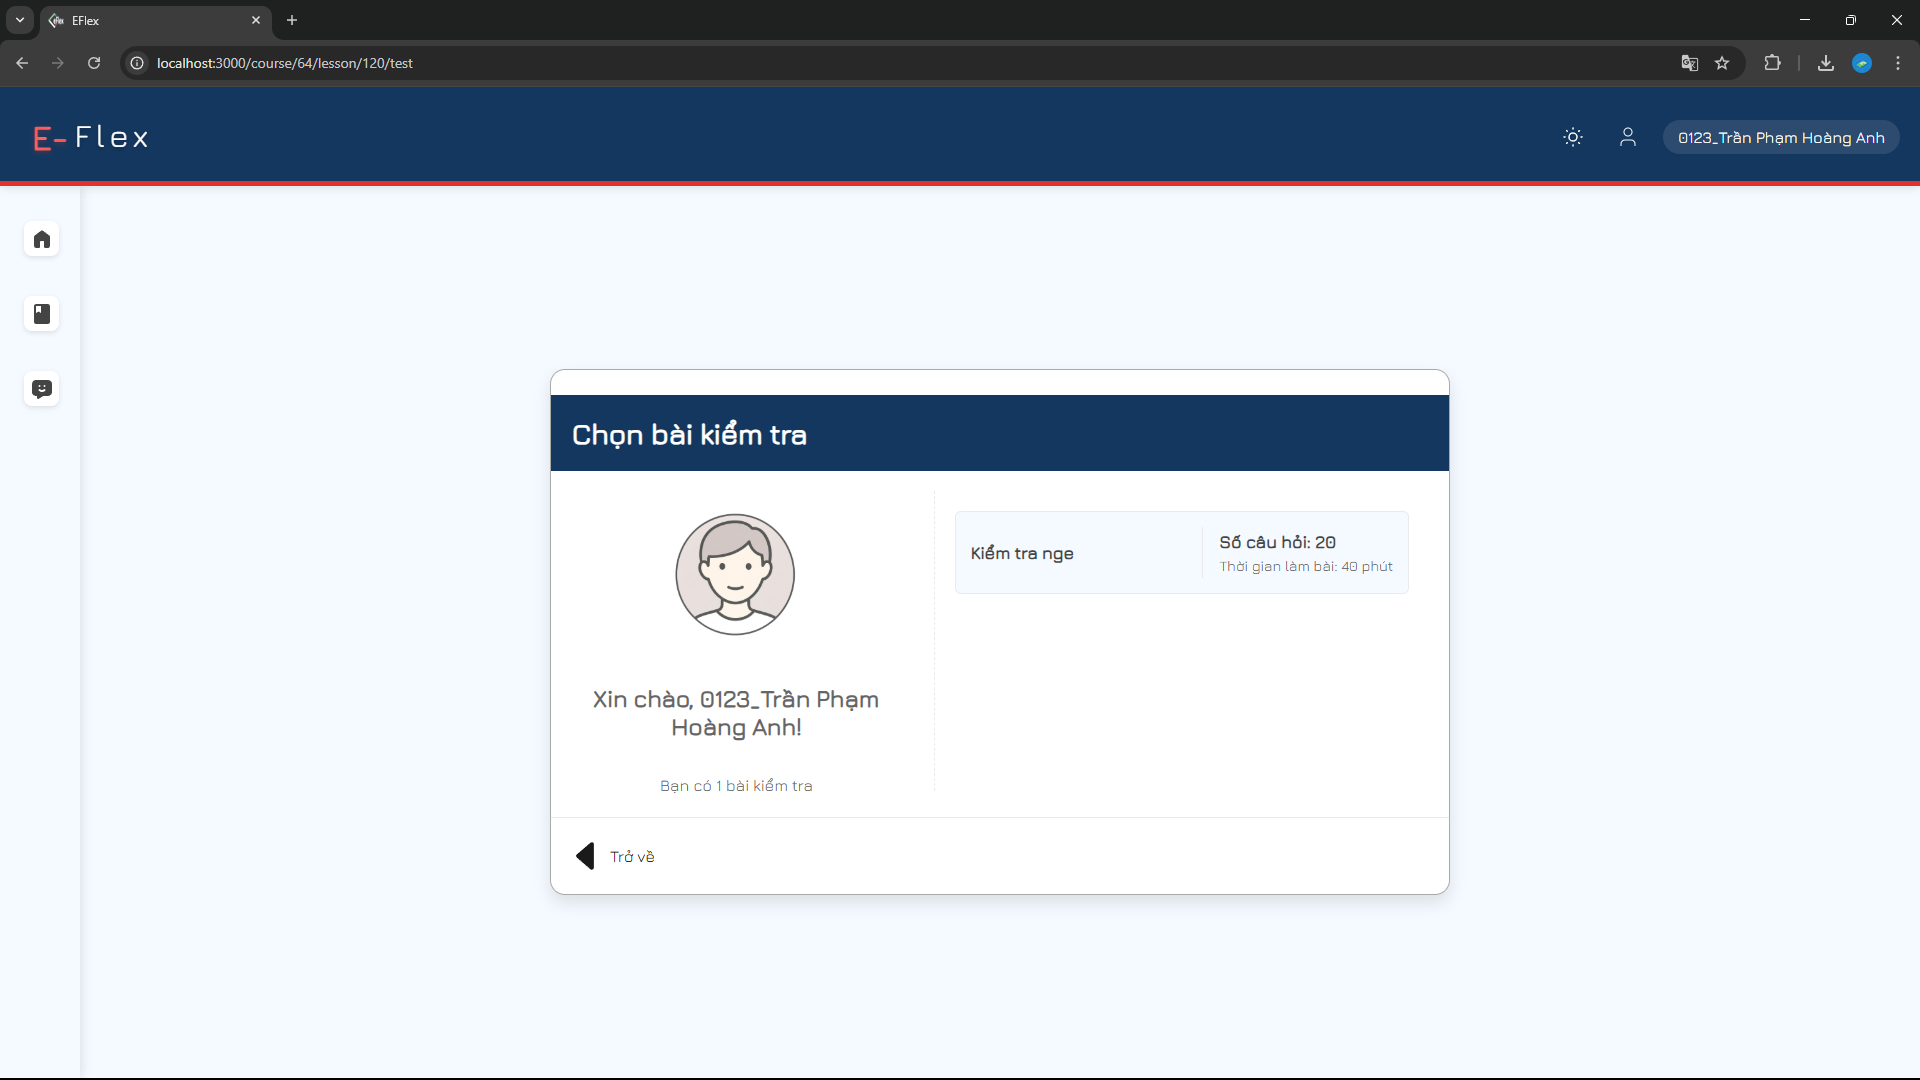 EFlex
localhost:3000/course/64/lesson/120/test
E- Flex
0123_Trần Phạm Hoàng Anh
Chọn bài kiểm tra
Kiểm tra nge
Số câu hỏi: 20
Thời gian làm bài: 40 phút
Xin chào, 0123_Trần Phạm
Hoàng Anh!
Bạn có 1 bài kiểm tra
Trở về